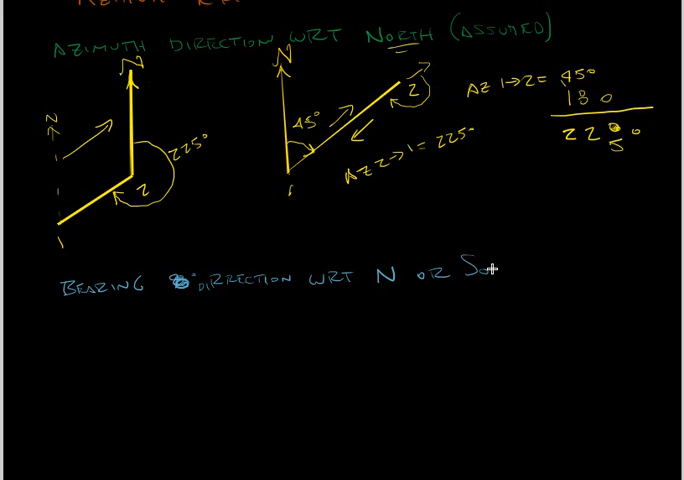 AZIMUTH DIRECTION WRT NORTH (ASSUMED)
N
N
N
225°
2
1
45°
2
1
AZ 2→1 = 225°
AZ 1→2 = 45°
180
225°
BEARING DIRECTION WRT N OR So